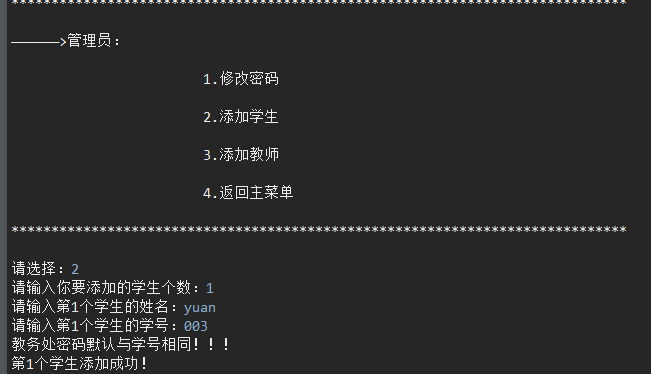 ******************************************************************************
——————>管理员:
1.修改密码
2.添加学生
3.添加教师
4.返回主菜单
******************************************************************************
请选择: 2
请输入你要添加的学生个数: 1
请输入第1个学生的姓名: yuan
请输入第1个学生的学号: 003
教务处密码默认与学号相同!!!
第1个学生添加成功!